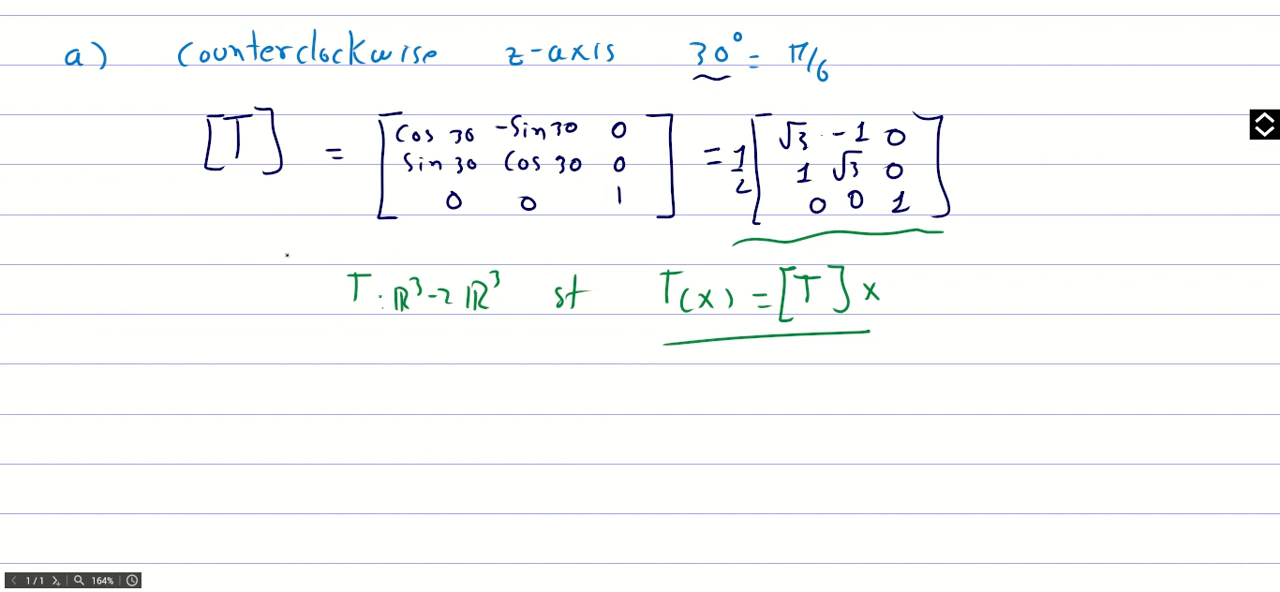 a) Counterclockwise z-axis 30° = π/6
[T] = [ Cos 30 -Sin 30 0 ; Sin 30 Cos 30 0 ; 0 0 1 ] = 1/2 [ √3 -1 0 ; 1 √3 0 ; 0 0 1 ]
T: ℝ³→ℝ³ st T(x) = [T] x
1/1 164%